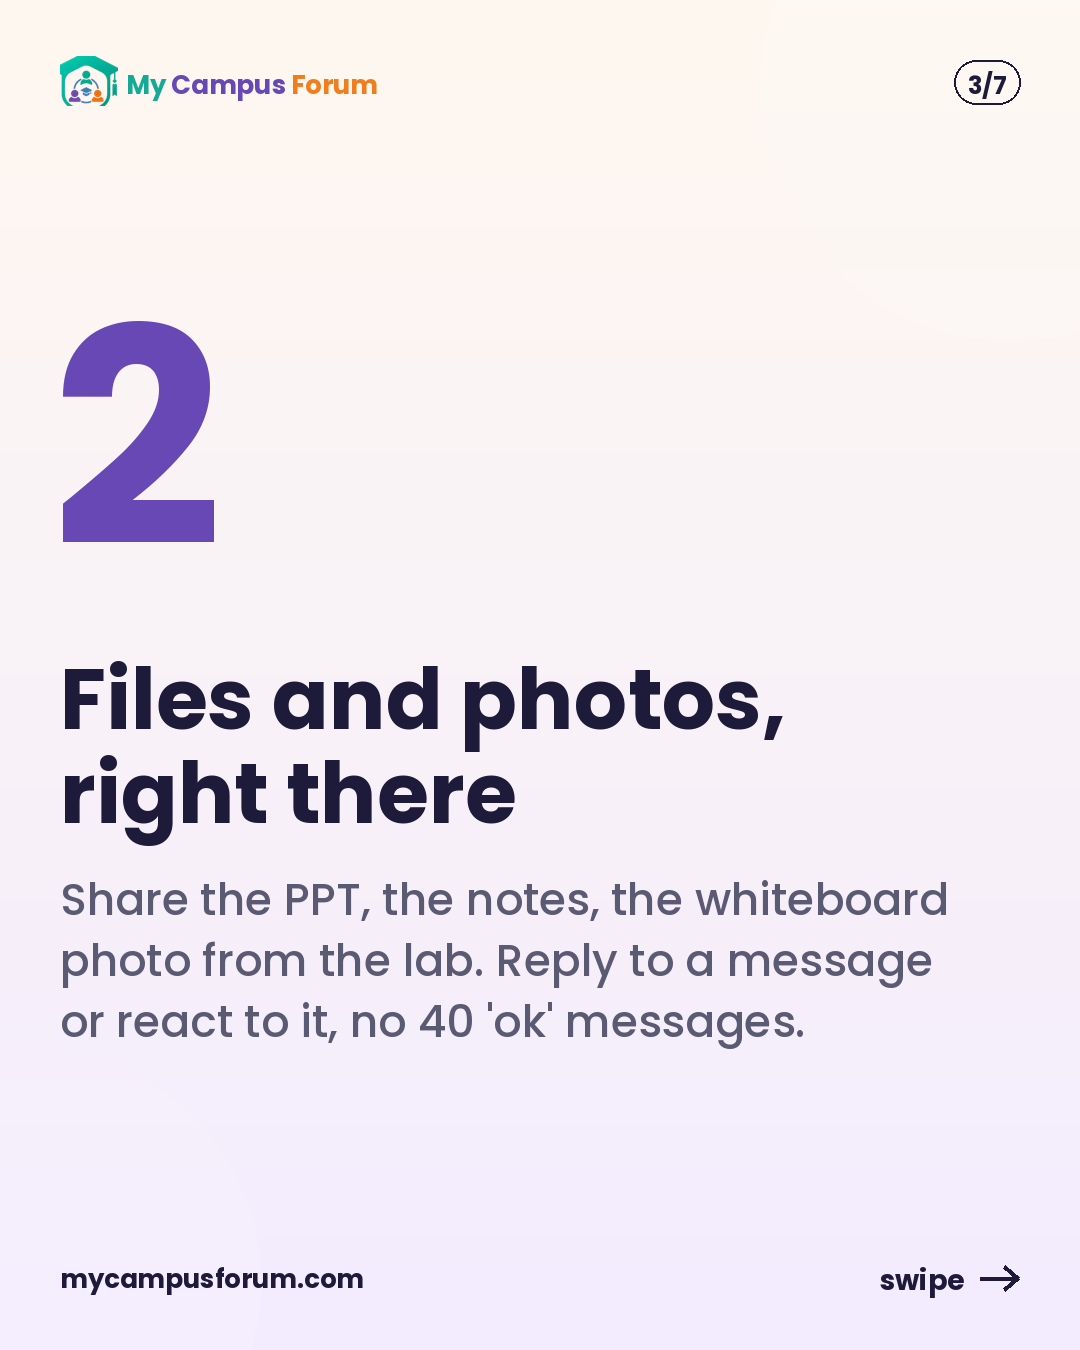 My Campus Forum
3/7
2
Files and photos,
right there
Share the PPT, the notes, the whiteboard
photo from the lab. Reply to a message
or react to it, no 40 'ok' messages.
mycampusforum.com
swipe →